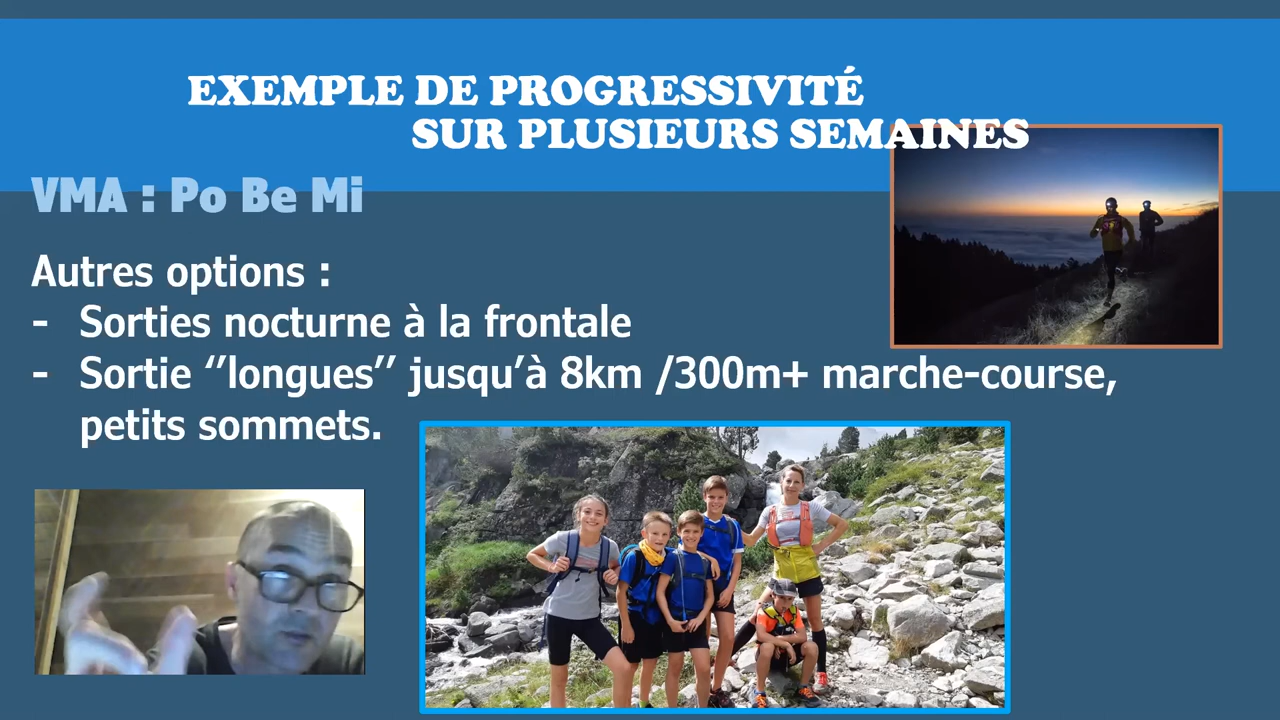 EXEMPLE DE PROGRESSIVITÉ
SUR PLUSIEURS SEMAINES
VMA : Po Be Mi
Autres options :
- Sorties nocturne à la frontale
- Sortie ‘’longues’’ jusqu’à 8km /300m+ marche-course,
petits sommets.